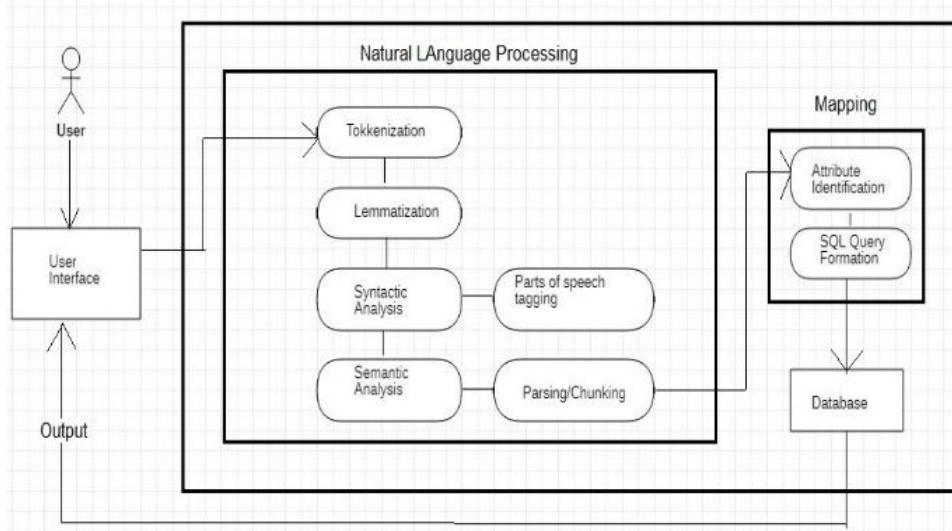 Natural LAnguage Processing
User
User
Interface
Tokkenization
Lemmatization
Syntactic
Analysis
Parts of speech
tagging
Semantic
Analysis
Parsing/Chunking
Mapping
Attribute
Identification
SQL Query
Formation
Database
Output